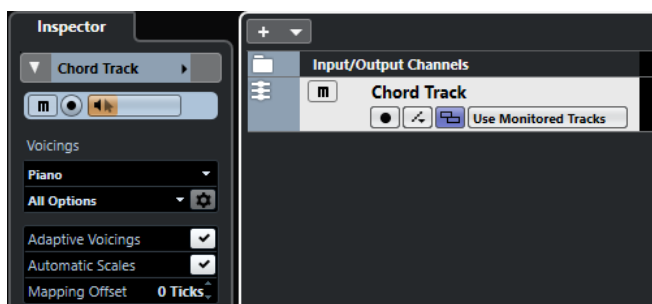 Inspector
Chord Track
m
Voicings
Piano
All Options
Adaptive Voicings
Automatic Scales
Mapping Offset 0 Ticks
+
Input/Output Channels
m Chord Track
Use Monitored Tracks